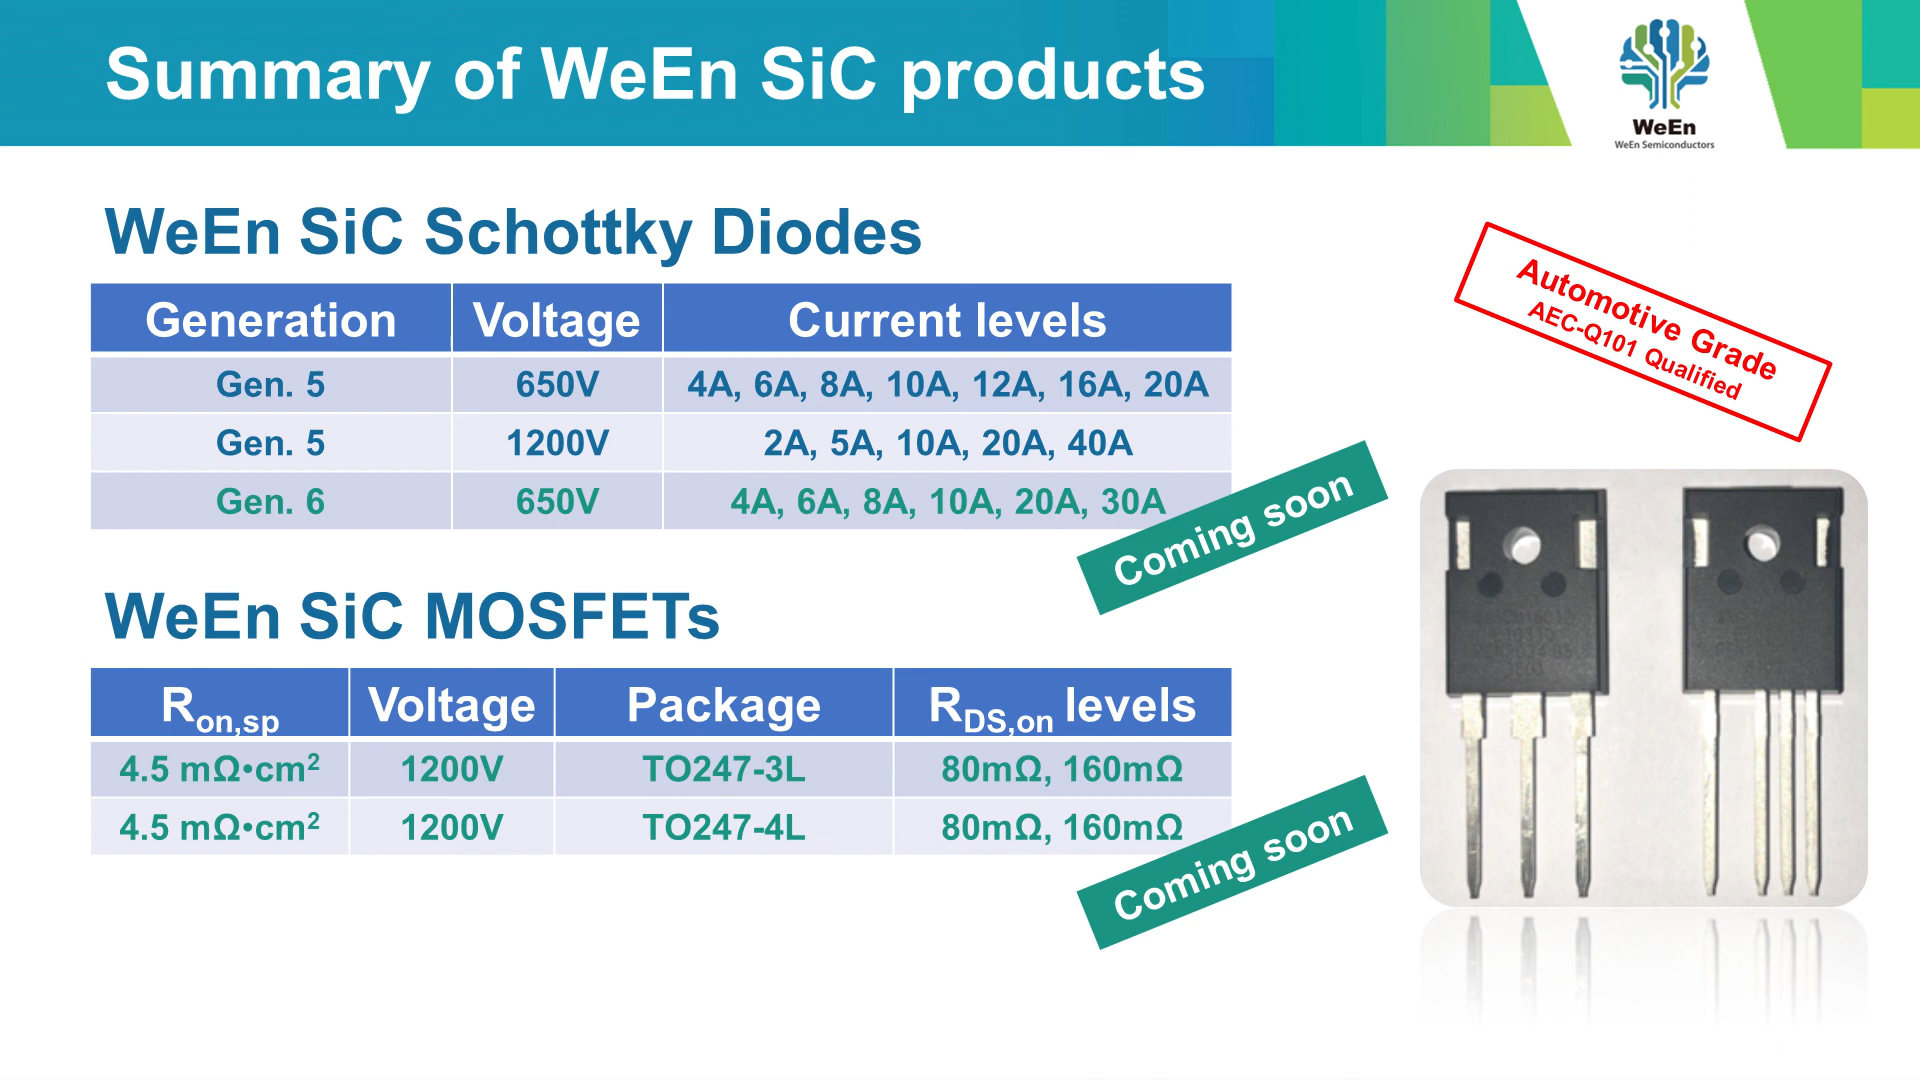 Summary of WeEn SiC products
WeEn
WeEn Semiconductors
WeEn SiC Schottky Diodes
Automotive Grade
AEC-Q101 Qualified
Generation Voltage Current levels
Gen. 5 650V 4A, 6A, 8A, 10A, 12A, 16A, 20A
Gen. 5 1200V 2A, 5A, 10A, 20A, 40A
Gen. 6 650V 4A, 6A, 8A, 10A, 20A, 30A
Coming soon
WeEn SiC MOSFETs
Ron,sp Voltage Package RDS,on levels
4.5 mΩ•cm² 1200V TO247-3L 80mΩ, 160mΩ
4.5 mΩ•cm² 1200V TO247-4L 80mΩ, 160mΩ
Coming soon